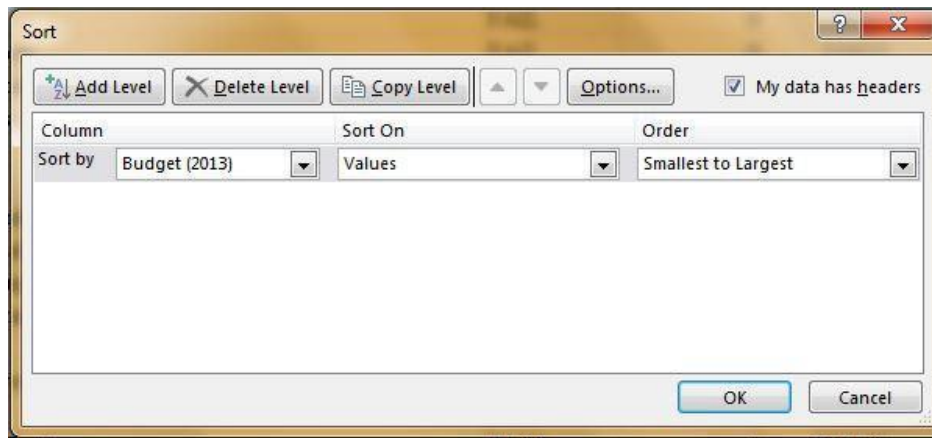 Sort
Add Level Delete Level Copy Level Options... My data has headers
Column Sort On Order
Sort by Budget (2013) Values Smallest to Largest
OK Cancel